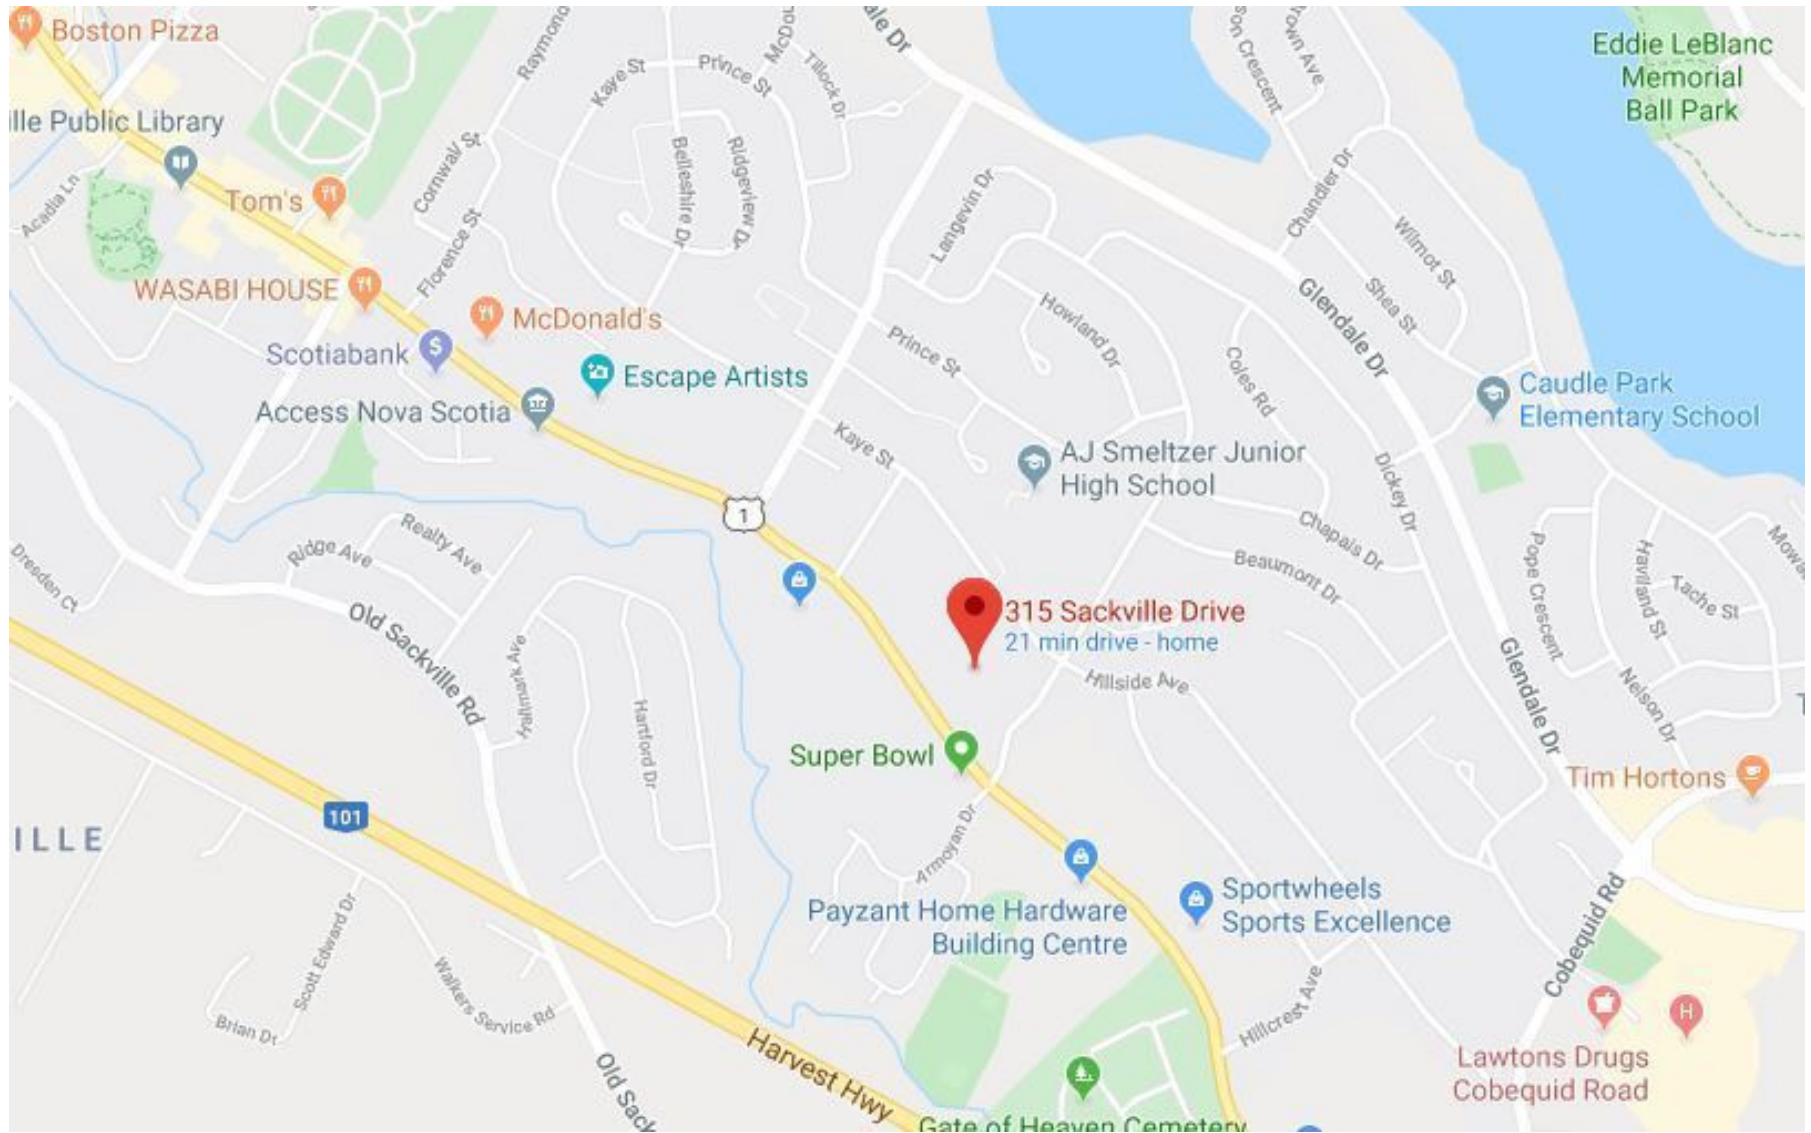 Boston Pizza
Raymond
McDo
Tillock Dr
ale Dr
on Crescent
own Ave
Eddie LeBlanc
Memorial
Ball Park
Kaye St
Prince St
ille Public Library
Cornwall St
Belleshire Dr
Ridgeview Dr
Langevin Dr
Chandler Dr
Acadia Ln
Tom's
Florence St
Wilmot St
WASABI HOUSE
McDonald's
Howland Dr
Shea St
Glendale Dr
Scotiabank
Escape Artists
Prince St
Coles Rd
Caudle Park
Elementary School
Access Nova Scotia
Kaye St
AJ Smeltzer Junior
High School
Dickey Dr
1
Realty Ave
Ridge Ave
Chapais Dr
Beaumont Dr
Pope Crescent
Haviland St
Tache St
Mowa
Dresden Ct
Old Sackville Rd
315 Sackville Drive
21 min drive - home
Hallmark Ave
Hartford Dr
Hillside Ave
Glendale Dr
Nelson Dr
T
Super Bowl
Tim Hortons
101
ILLE
Armoyan Dr
Payzant Home Hardware
Building Centre
Sportwheels
Sports Excellence
Cobequid Rd
Scott Edward Dr
Walkers Service Rd
Brian Dr
Hillcrest Ave
Harvest Hwy
Old Sack
H
Lawtons Drugs
Cobequid Road
Gate of Heaven Cemetery